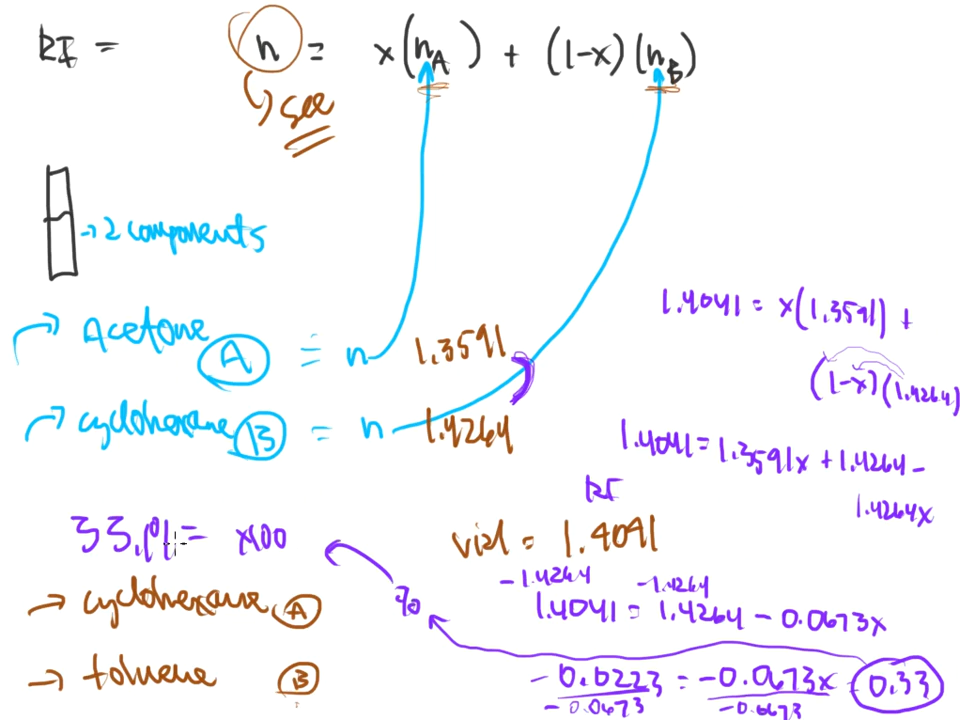 RI = n = x(nA) + (1-x)(nB)
see
→ 2 components
Acetone A = n 1.3591
cyclohexane B = n 1.4264
1.4041 = x(1.3591) +
(1-x)(1.4264)
1.4041 = 1.3591x + 1.4264 -
1.4264x
RI
33.1% = x100
vial = 1.4091
-1.4264 -1.4264
→ cyclohexane A
% 1.4041 = 1.4264 - 0.0673x
→ toluene B
-0.0223 = -0.0673x 0.33
-0.0673 -0.0673